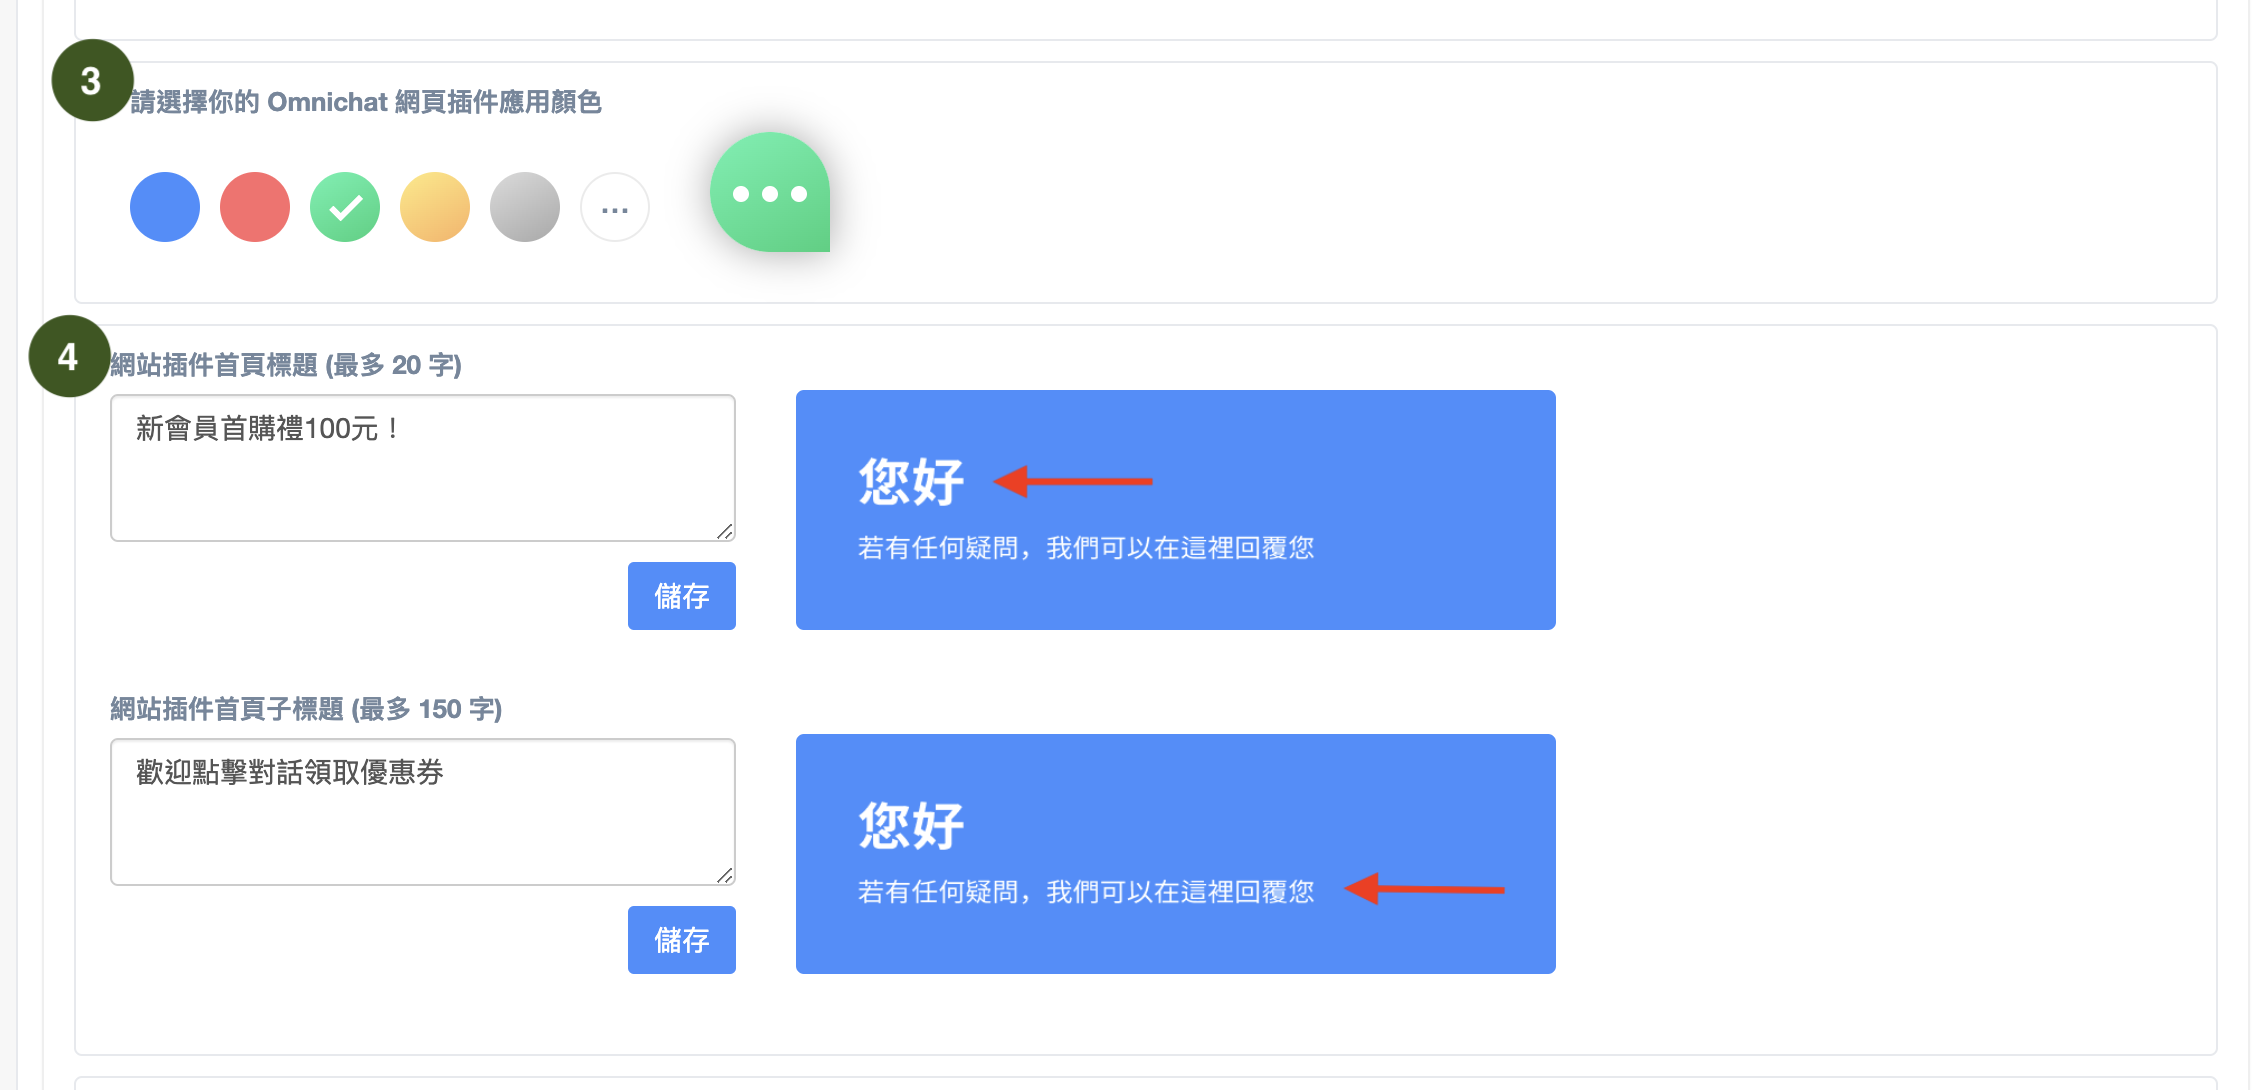 3
請選擇你的 Omnichat 網頁插件應用顏色
...
4
網站插件首頁標題 (最多 20 字)
新會員首購禮100元！
儲存
您好
若有任何疑問，我們可以在這裡回覆您
網站插件首頁子標題 (最多 150 字)
歡迎點擊對話領取優惠券
儲存
您好
若有任何疑問，我們可以在這裡回覆您